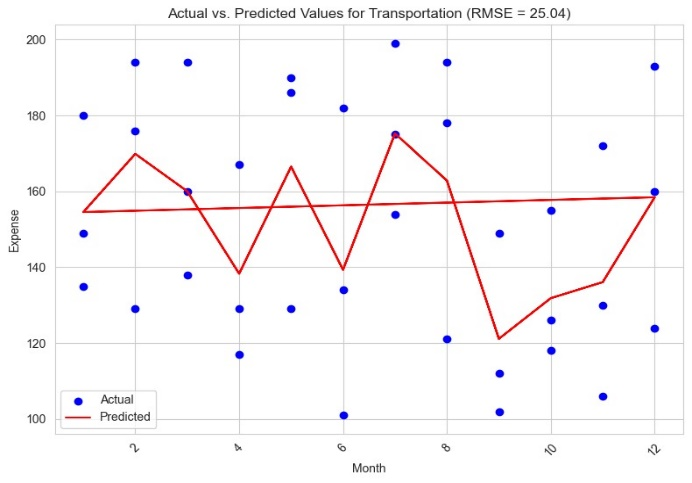 Actual vs. Predicted Values for Transportation (RMSE = 25.04)
200
180
160
140
120
100
Expense
Actual
Predicted
2
4
6
8
10
12
Month